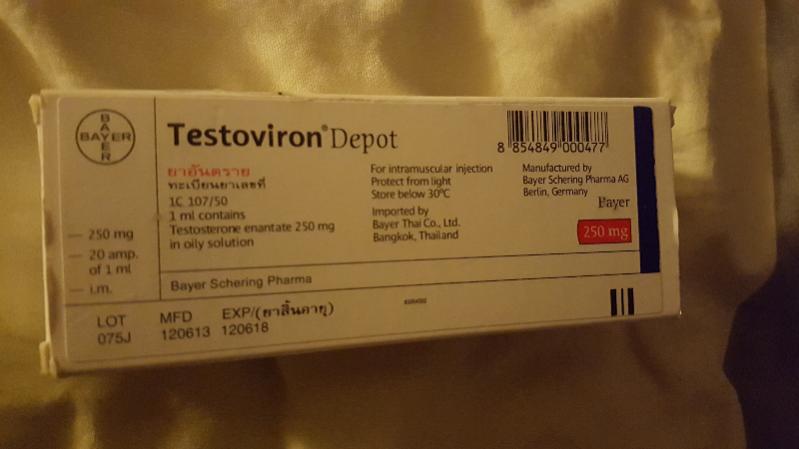 BAYER
BAYER
Testoviron® Depot
8 854849 000477
ยาอันตราย
ทะเบียนยาเลขที่
1C 107/50
1 ml contains
Testosterone enantate 250 mg
in oily solution
For intramuscular injection
Protect from light
Store below 30°C
Imported by
Bayer Thai Co., Ltd.
Bangkok, Thailand
Manufactured by
Bayer Schering Pharma AG
Berlin, Germany
Bayer
250 mg
— 250 mg
— 20 amp.
of 1 ml
— i.m.
Bayer Schering Pharma
LOT MFD EXP/(ยาสิ้นอายุ)
075J 120613 120618